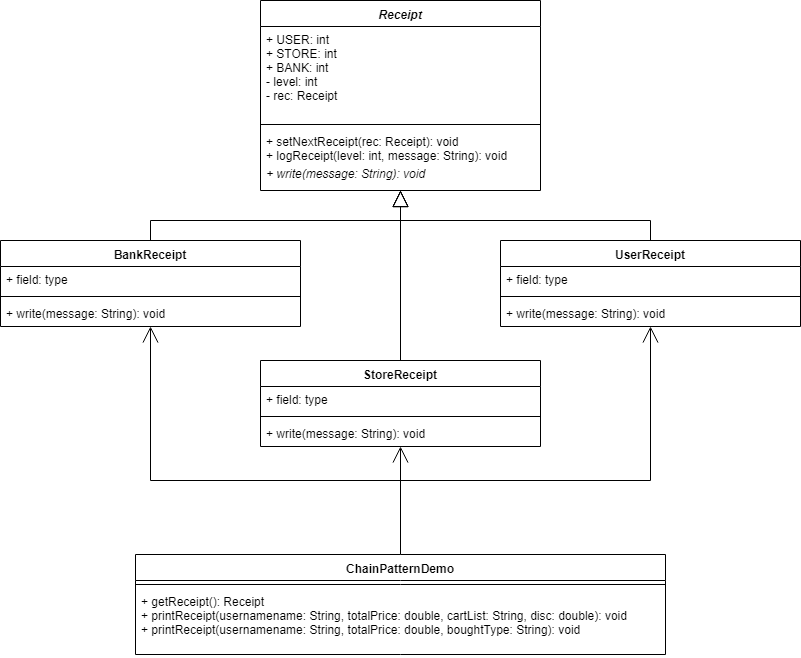 Receipt
+ USER: int
+ STORE: int
+ BANK: int
- level: int
- rec: Receipt
+ setNextReceipt(rec: Receipt): void
+ logReceipt(level: int, message: String): void
+ write(message: String): void
BankReceipt
+ field: type
+ write(message: String): void
UserReceipt
+ field: type
+ write(message: String): void
StoreReceipt
+ field: type
+ write(message: String): void
ChainPatternDemo
+ getReceipt(): Receipt
+ printReceipt(usernamename: String, totalPrice: double, cartList: String, disc: double): void
+ printReceipt(usernamename: String, totalPrice: double, boughtType: String): void